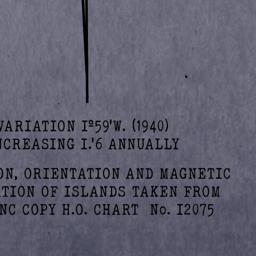 VARIATION I°59'W. (1940)
NCREASING I.'6 ANNUALLY
ON, ORIENTATION AND MAGNETIC
TION OF ISLANDS TAKEN FROM
NC COPY H.O. CHART No. I2075